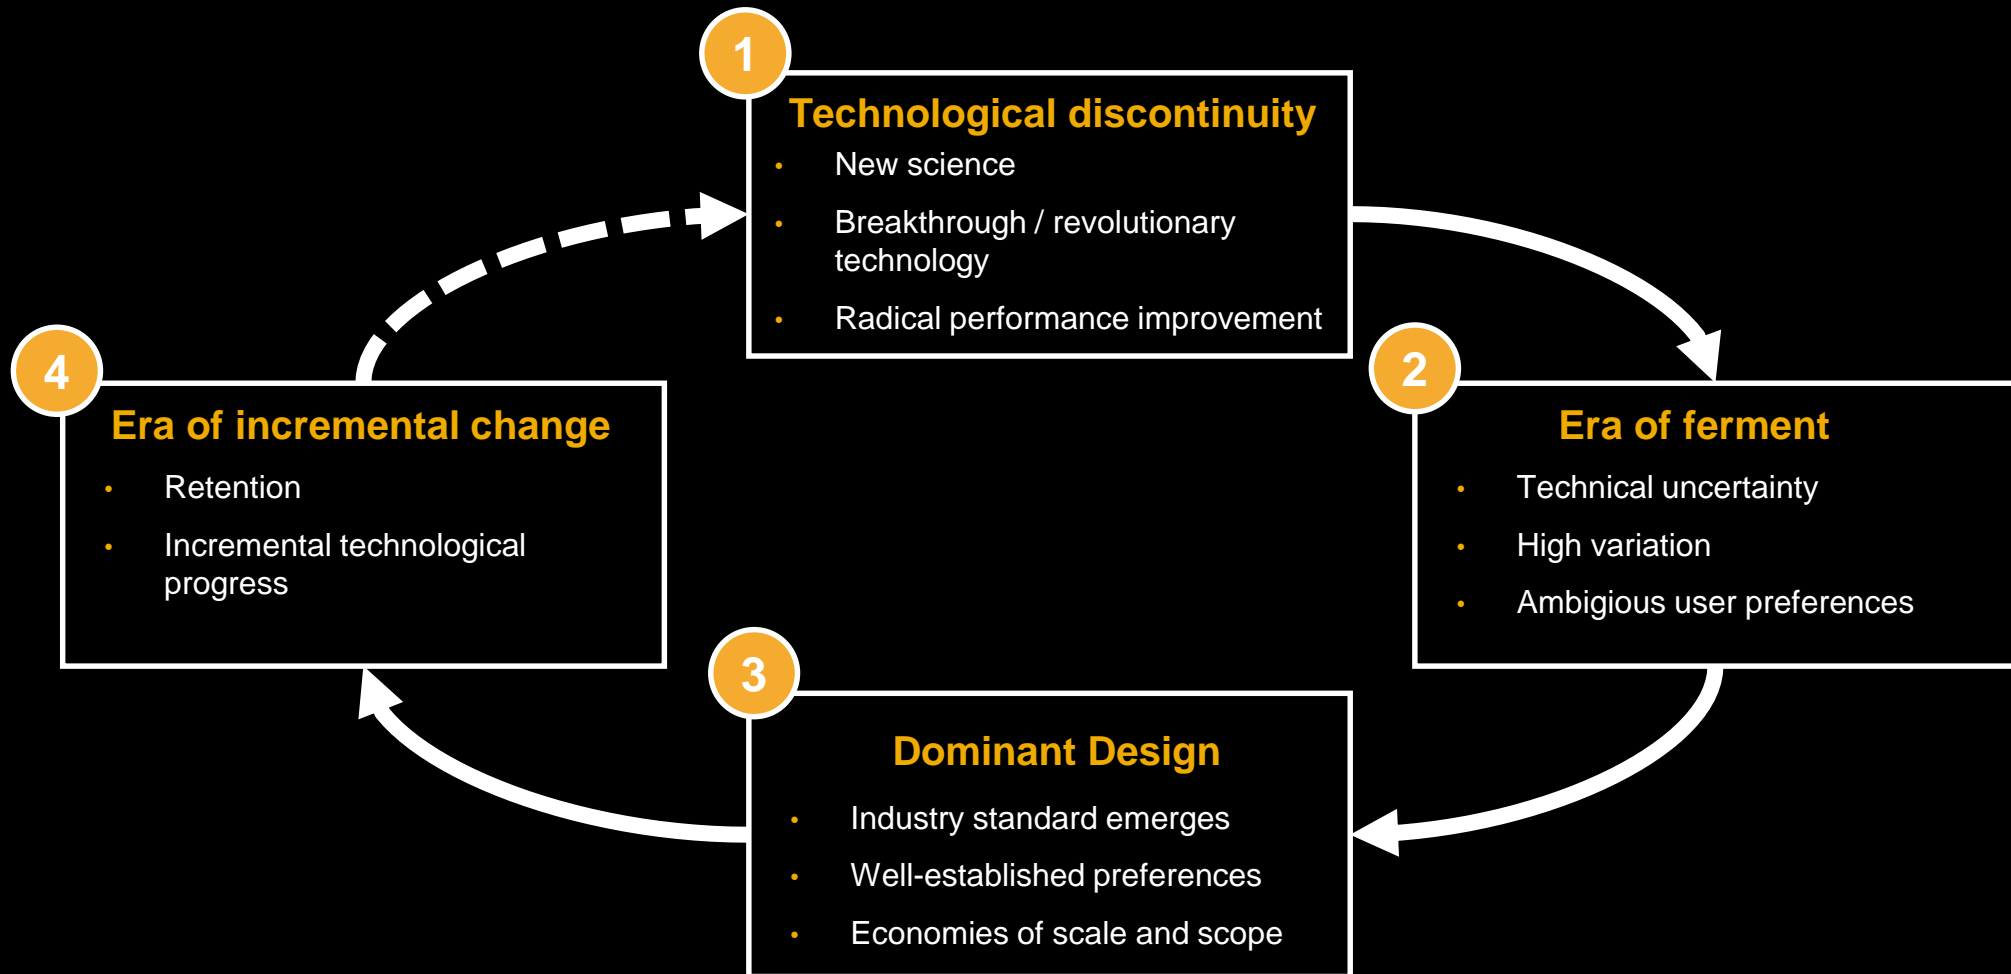 1
Technological discontinuity
• New science
• Breakthrough / revolutionary
technology
• Radical performance improvement
2
Era of ferment
• Technical uncertainty
• High variation
• Ambigious user preferences
3
Dominant Design
• Industry standard emerges
• Well-established preferences
• Economies of scale and scope
4
Era of incremental change
• Retention
• Incremental technological
progress